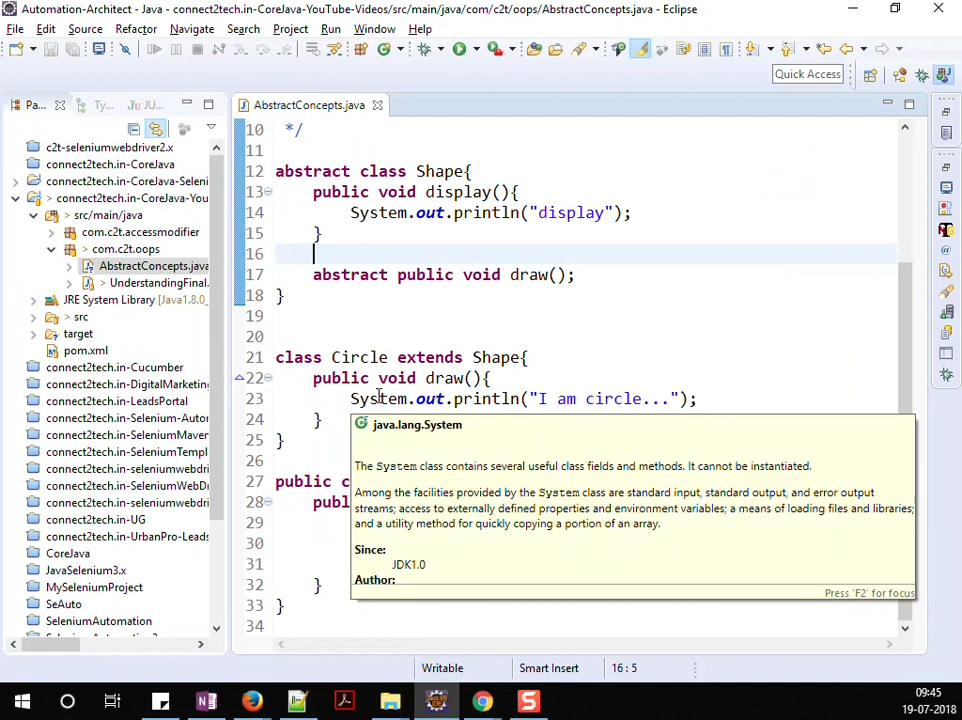 Automation-Architect - Java - connect2tech.in-CoreJava-YouTube-Videos/src/main/java/com/c2t/oops/AbstractConcepts.java - Eclipse
File Edit Source Refactor Navigate Search Project Run Window Help
Quick Access
Pa... Ty... JU JU...
AbstractConcepts.java
c2t-seleniumwebdriver2.x
connect2tech.in-CoreJava
connect2tech.in-CoreJava-Seleni
> connect2tech.in-CoreJava-You
> src/main/java
com.c2t.accessmodifier
> com.c2t.oops
AbstractConcepts.java
> UnderstandingFinal.
JRE System Library [Java1.8.0_
> src
target
pom.xml
connect2tech.in-Cucumber
connect2tech.in-DigitalMarketing
connect2tech.in-LeadsPortal
connect2tech.in-Selenium-Autom
connect2tech.in-SeleniumMaven
connect2tech.in-SeleniumTempl
connect2tech.in-seleniumwebdri
connect2tech.in-SeleniumWebDri
connect2tech.in-seleniumwebdri
connect2tech.in-UG
connect2tech.in-UrbanPro-Leads
CoreJava
JavaSelenium3.x
MySeleniumProject
SeAuto
SeleniumAutomation
10 */
11
12 abstract class Shape{
13 public void display(){
14 System.out.println("display");
15 }
16
17 abstract public void draw();
18 }
19
20
21 class Circle extends Shape{
22 public void draw(){
23 System.out.println("I am circle...");
24 }
25 }
26
27 public c
28 publ
29
30
31
32 }
33 }
34
java.lang.System
The System class contains several useful class fields and methods. It cannot be instantiated.
Among the facilities provided by the System class are standard input, standard output, and error output
streams; access to externally defined properties and environment variables; a means of loading files and libraries;
and a utility method for quickly copying a portion of an array.
Since:
JDK1.0
Author:
Press 'F2' for focus
Writable Smart Insert 16 : 5
09:45
19-07-2018